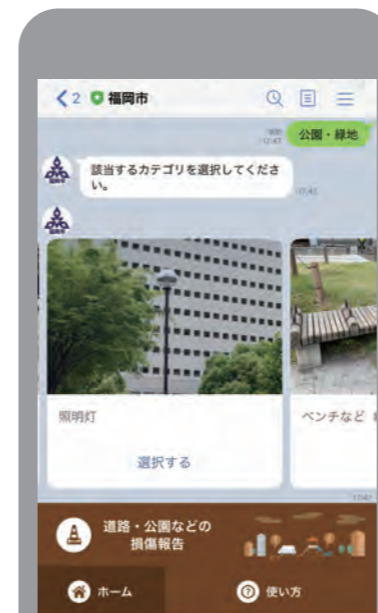 2 福岡市
公園・緑地
該当するカテゴリを選択してくださ
い。
照明灯
選択する
ベンチなど
道路・公園などの
損傷報告
ホーム
使い方